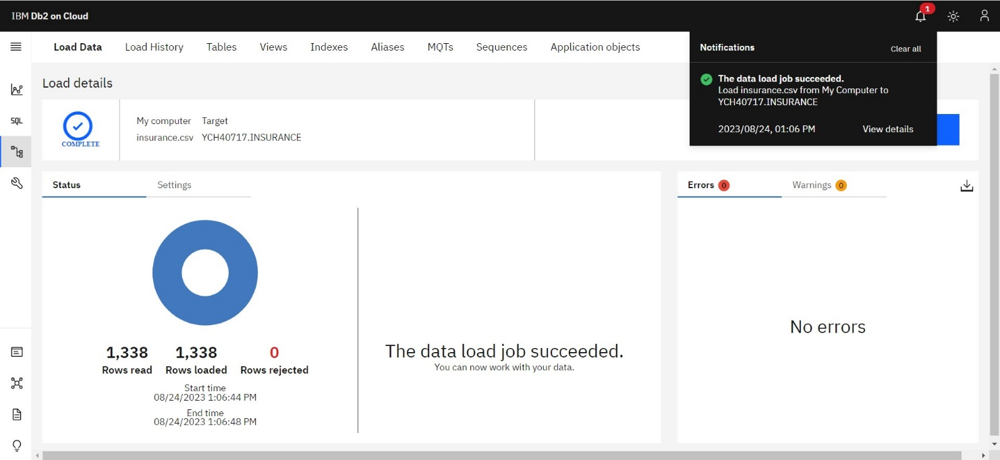 IBM Db2 on Cloud
1
Load Data Load History Tables Views Indexes Aliases MQTs Sequences Application objects
Notifications Clear all
The data load job succeeded.
Load insurance.csv from My Computer to
YCH40717.INSURANCE
2023/08/24, 01:06 PM View details
SQL
Load details
COMPLETE
My computer Target
insurance.csv YCH40717.INSURANCE
Status Settings
1,338 1,338 0
Rows read Rows loaded Rows rejected
Start time
08/24/2023 1:06:44 PM
End time
08/24/2023 1:06:48 PM
The data load job succeeded.
You can now work with your data.
Errors 0 Warnings 0
No errors